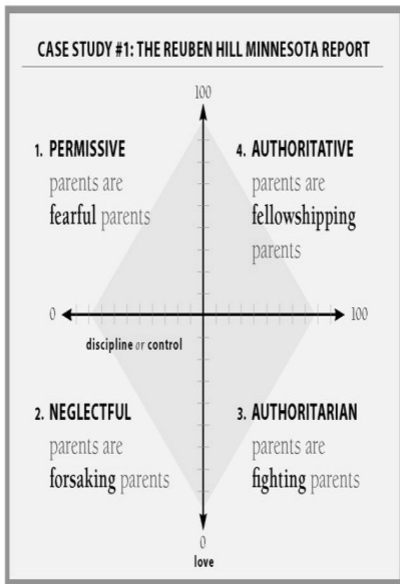 CASE STUDY #1: THE REUBEN HILL MINNESOTA REPORT
100
1. PERMISSIVE
parents are
fearful parents
4. AUTHORITATIVE
parents are
fellowshipping
parents
0
100
discipline or control
2. NEGLECTFUL
parents are
forsaking parents
3. AUTHORITARIAN
parents are
fighting parents
0
love